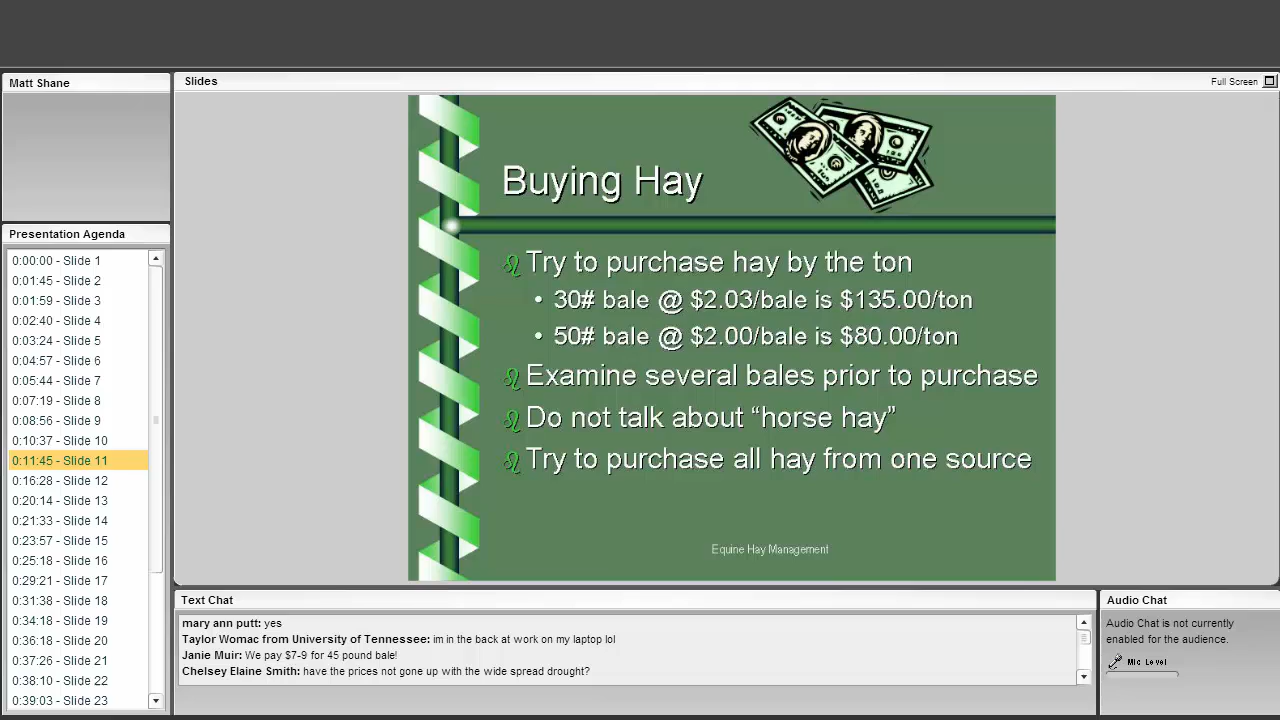 Matt Shane
Presentation Agenda
0:00:00 - Slide 1
0:01:45 - Slide 2
0:01:59 - Slide 3
0:02:40 - Slide 4
0:03:24 - Slide 5
0:04:57 - Slide 6
0:05:44 - Slide 7
0:07:19 - Slide 8
0:08:56 - Slide 9
0:10:37 - Slide 10
0:11:45 - Slide 11
0:16:28 - Slide 12
0:20:14 - Slide 13
0:21:33 - Slide 14
0:23:57 - Slide 15
0:25:18 - Slide 16
0:29:21 - Slide 17
0:31:38 - Slide 18
0:34:18 - Slide 19
0:36:18 - Slide 20
0:37:26 - Slide 21
0:38:10 - Slide 22
0:39:03 - Slide 23
Slides
Full Screen
Buying Hay
Try to purchase hay by the ton
• 30# bale @ $2.03/bale is $135.00/ton
• 50# bale @ $2.00/bale is $80.00/ton
Examine several bales prior to purchase
Do not talk about “horse hay”
Try to purchase all hay from one source
Equine Hay Management
Text Chat
mary ann putt: yes
Taylor Womac from University of Tennessee: im in the back at work on my laptop lol
Janie Muir: We pay $7-9 for 45 pound bale!
Chelsey Elaine Smith: have the prices not gone up with the wide spread drought?
Audio Chat
Audio Chat is not currently
enabled for the audience.
Mic Level